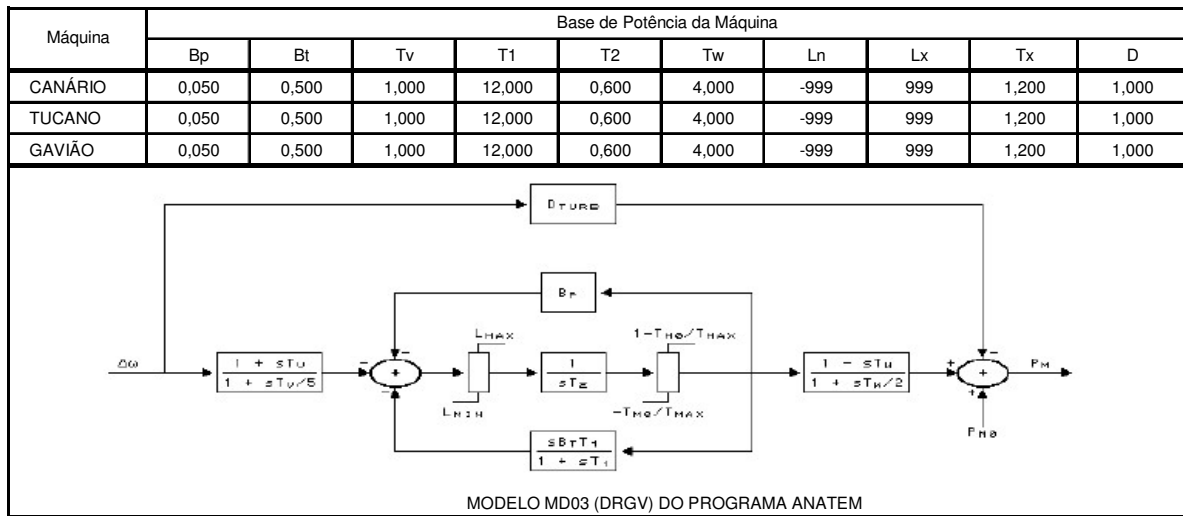 Máquina
Base de Potência da Máquina
Bp Bt Tv T1 T2 Tw Ln Lx Tx D
CANÁRIO 0,050 0,500 1,000 12,000 0,600 4,000 -999 999 1,200 1,000
TUCANO 0,050 0,500 1,000 12,000 0,600 4,000 -999 999 1,200 1,000
GAVIÃO 0,050 0,500 1,000 12,000 0,600 4,000 -999 999 1,200 1,000
DTURB
BP
LMAX
1-TM0/TMAX
Δω
1 + sTv
1 + sTv/5
- - -
+
1
sT2
1 - sTw
1 + sTw/2
+ - +
+
PM
LMIN
-TM0/TMAX
PM0
sBTT1
1 + sT1
MODELO MD03 (DRGV) DO PROGRAMA ANATEM